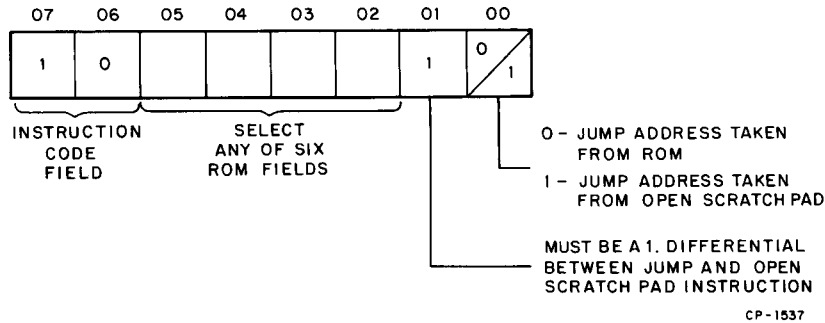 07 06 05 04 03 02 01 00
1 0 1 0/1
INSTRUCTION
CODE
FIELD
SELECT
ANY OF SIX
ROM FIELDS
0- JUMP ADDRESS TAKEN
FROM ROM
1- JUMP ADDRESS TAKEN
FROM OPEN SCRATCH PAD
MUST BE A 1. DIFFERENTIAL
BETWEEN JUMP AND OPEN
SCRATCH PAD INSTRUCTION
CP-1537